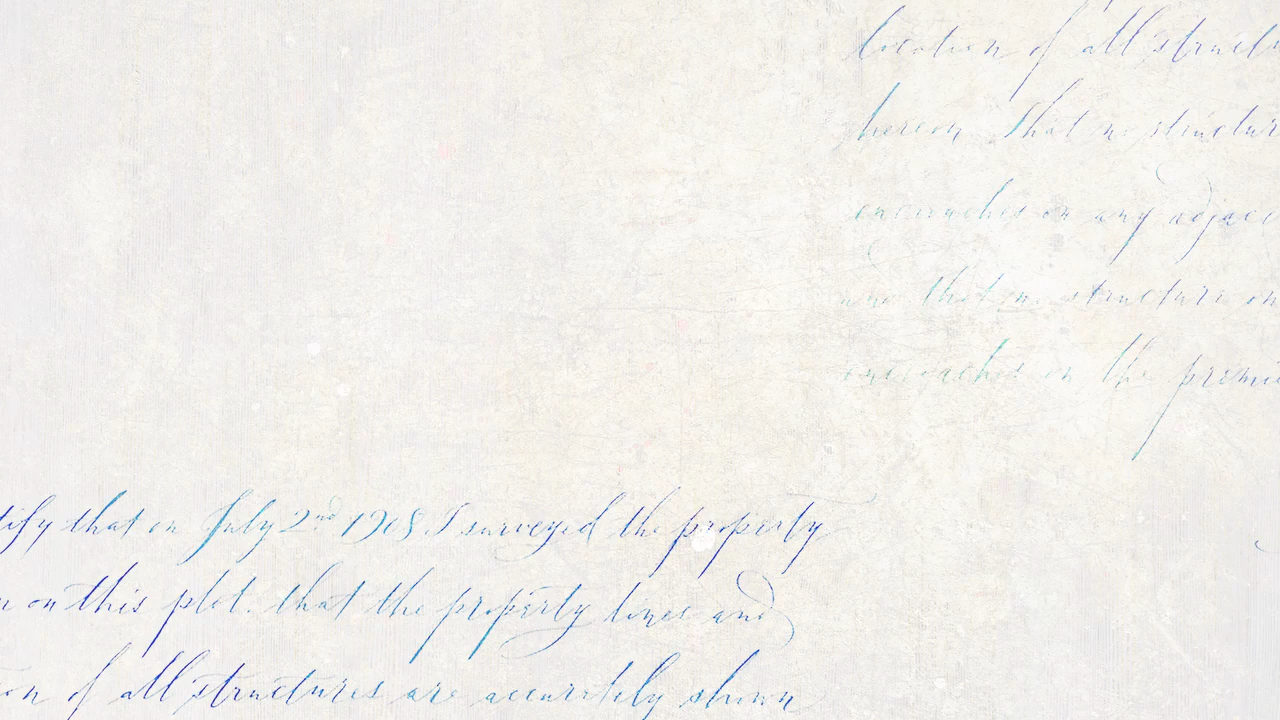 location of all structu
hereon that no structur
encroaches on any adjac
and that no structure on
encroaches on the premi
tify that on July 2nd 1908 I surveyed the property
n on this plot. that the property lines and
on of all structures are accurately shown